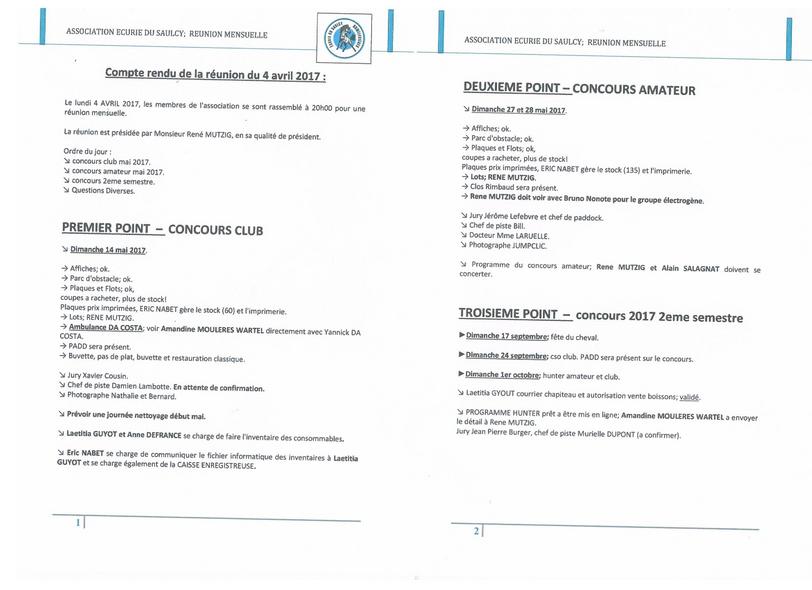 ASSOCIATION ECURIE DU SAULCY; REUNION MENSUELLE
Compte rendu de la réunion du 4 avril 2017 :
Le lundi 4 AVRIL 2017, les membres de l'association se sont rassemblé à 20h00 pour une
réunion mensuelle.
La réunion est présidée par Monsieur René MUTZIG, en sa qualité de président.
Ordre du jour :
↘ concours club mai 2017.
↘ concours amateur mai 2017.
↘ concours 2eme semestre.
↘ Questions Diverses.
PREMIER POINT – CONCOURS CLUB
↘ Dimanche 14 mai 2017.
→ Affiches; ok.
→ Parc d'obstacle; ok.
→ Plaques et Flots; ok,
coupes a racheter, plus de stock!
Plaques prix imprimées, ERIC NABET gère le stock (60) et l'imprimerie.
→ Lots; RENE MUTZIG.
→ Ambulance DA COSTA; voir Amandine MOULERES WARTEL directement avec Yannick DA
COSTA.
→ PADD sera présent.
→ Buvette, pas de plat, buvette et restauration classique.
↘ Jury Xavier Cousin.
↘ Chef de piste Damien Lambotte. En attente de confirmation.
↘ Photographe Nathalie et Bernard.
↘ Prévoir une journée nettoyage début mai.
↘ Laetitia GUYOT et Anne DEFRANCE se charge de faire l'inventaire des consommables.
↘ Eric NABET se charge de communiquer le fichier informatique des inventaires à Laetitia
GUYOT et se charge également de la CAISSE ENREGISTREUSE.
1
ASSOCIATION ECURIE DU SAULCY; REUNION MENSUELLE
DEUXIEME POINT – CONCOURS AMATEUR
↘ Dimanche 27 et 28 mai 2017.
→ Affiches; ok.
→ Parc d'obstacle; ok.
→ Plaques et Flots; ok,
coupes a racheter, plus de stock!
Plaques prix imprimées, ERIC NABET gère le stock (135) et l'imprimerie.
→ Lots; RENE MUTZIG.
→ Clos Rimbaud sera présent.
→ Rene MUTZIG doit voir avec Bruno Nonote pour le groupe électrogène.
↘ Jury Jérôme Lefebvre et chef de paddock.
↘ Chef de piste Bill.
↘ Docteur Mme LARUELLE.
↘ Photographe JUMPCLIC.
↘ Programme du concours amateur; Rene MUTZIG et Alain SALAGNAT doivent se
concerter.
TROISIEME POINT – concours 2017 2eme semestre
►Dimanche 17 septembre; fête du cheval.
►Dimanche 24 septembre; cso club. PADD sera présent sur le concours.
►Dimanche 1er octobre; hunter amateur et club.
↘ Laetitia GYOUT courrier chapiteau et autorisation vente boissons; validé.
↘ PROGRAMME HUNTER prêt a être mis en ligne; Amandine MOULERES WARTEL a envoyer
le détail à Rene MUTZIG.
Jury Jean Pierre Burger, chef de piste Murielle DUPONT (a confirmer).
2